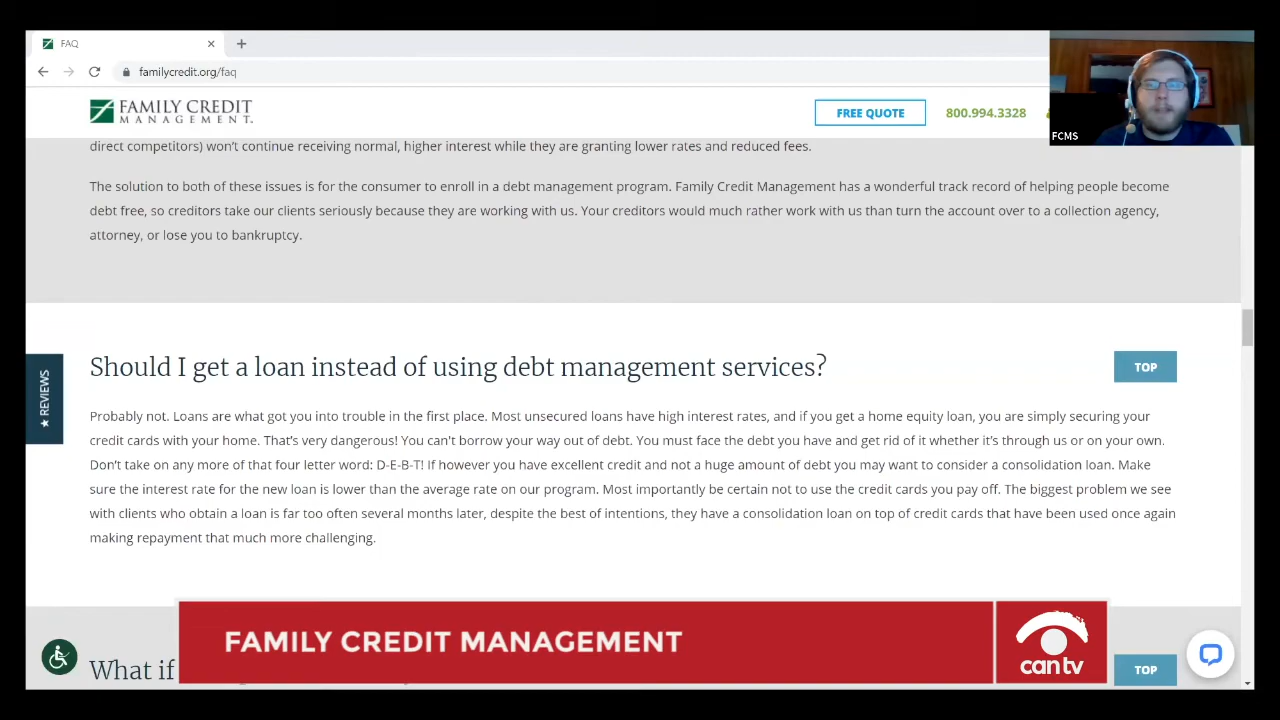 FAQ
familycredit.org/faq
FAMILY CREDIT
MANAGEMENT.
FREE QUOTE
800.994.3328
FCMS
direct competitors) won't continue receiving normal, higher interest while they are granting lower rates and reduced fees.
The solution to both of these issues is for the consumer to enroll in a debt management program. Family Credit Management has a wonderful track record of helping people become
debt free, so creditors take our clients seriously because they are working with us. Your creditors would much rather work with us than turn the account over to a collection agency,
attorney, or lose you to bankruptcy.
Should I get a loan instead of using debt management services?
TOP
★ REVIEWS
Probably not. Loans are what got you into trouble in the first place. Most unsecured loans have high interest rates, and if you get a home equity loan, you are simply securing your
credit cards with your home. That's very dangerous! You can't borrow your way out of debt. You must face the debt you have and get rid of it whether it's through us or on your own.
Don't take on any more of that four letter word: D-E-B-T! If however you have excellent credit and not a huge amount of debt you may want to consider a consolidation loan. Make
sure the interest rate for the new loan is lower than the average rate on our program. Most importantly be certain not to use the credit cards you pay off. The biggest problem we see
with clients who obtain a loan is far too often several months later, despite the best of intentions, they have a consolidation loan on top of credit cards that have been used once again
making repayment that much more challenging.
What if
FAMILY CREDIT MANAGEMENT
can tv
TOP